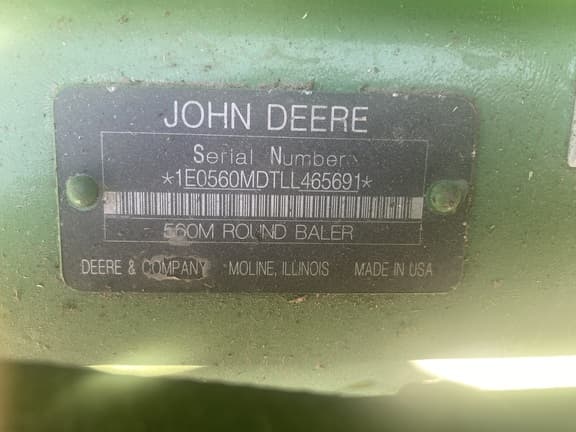 JOHN DEERE
Serial Number
*1E0560MDTLL465691*
560M ROUND BALER
DEERE & COMPANY MOLINE, ILLINOIS MADE IN USA